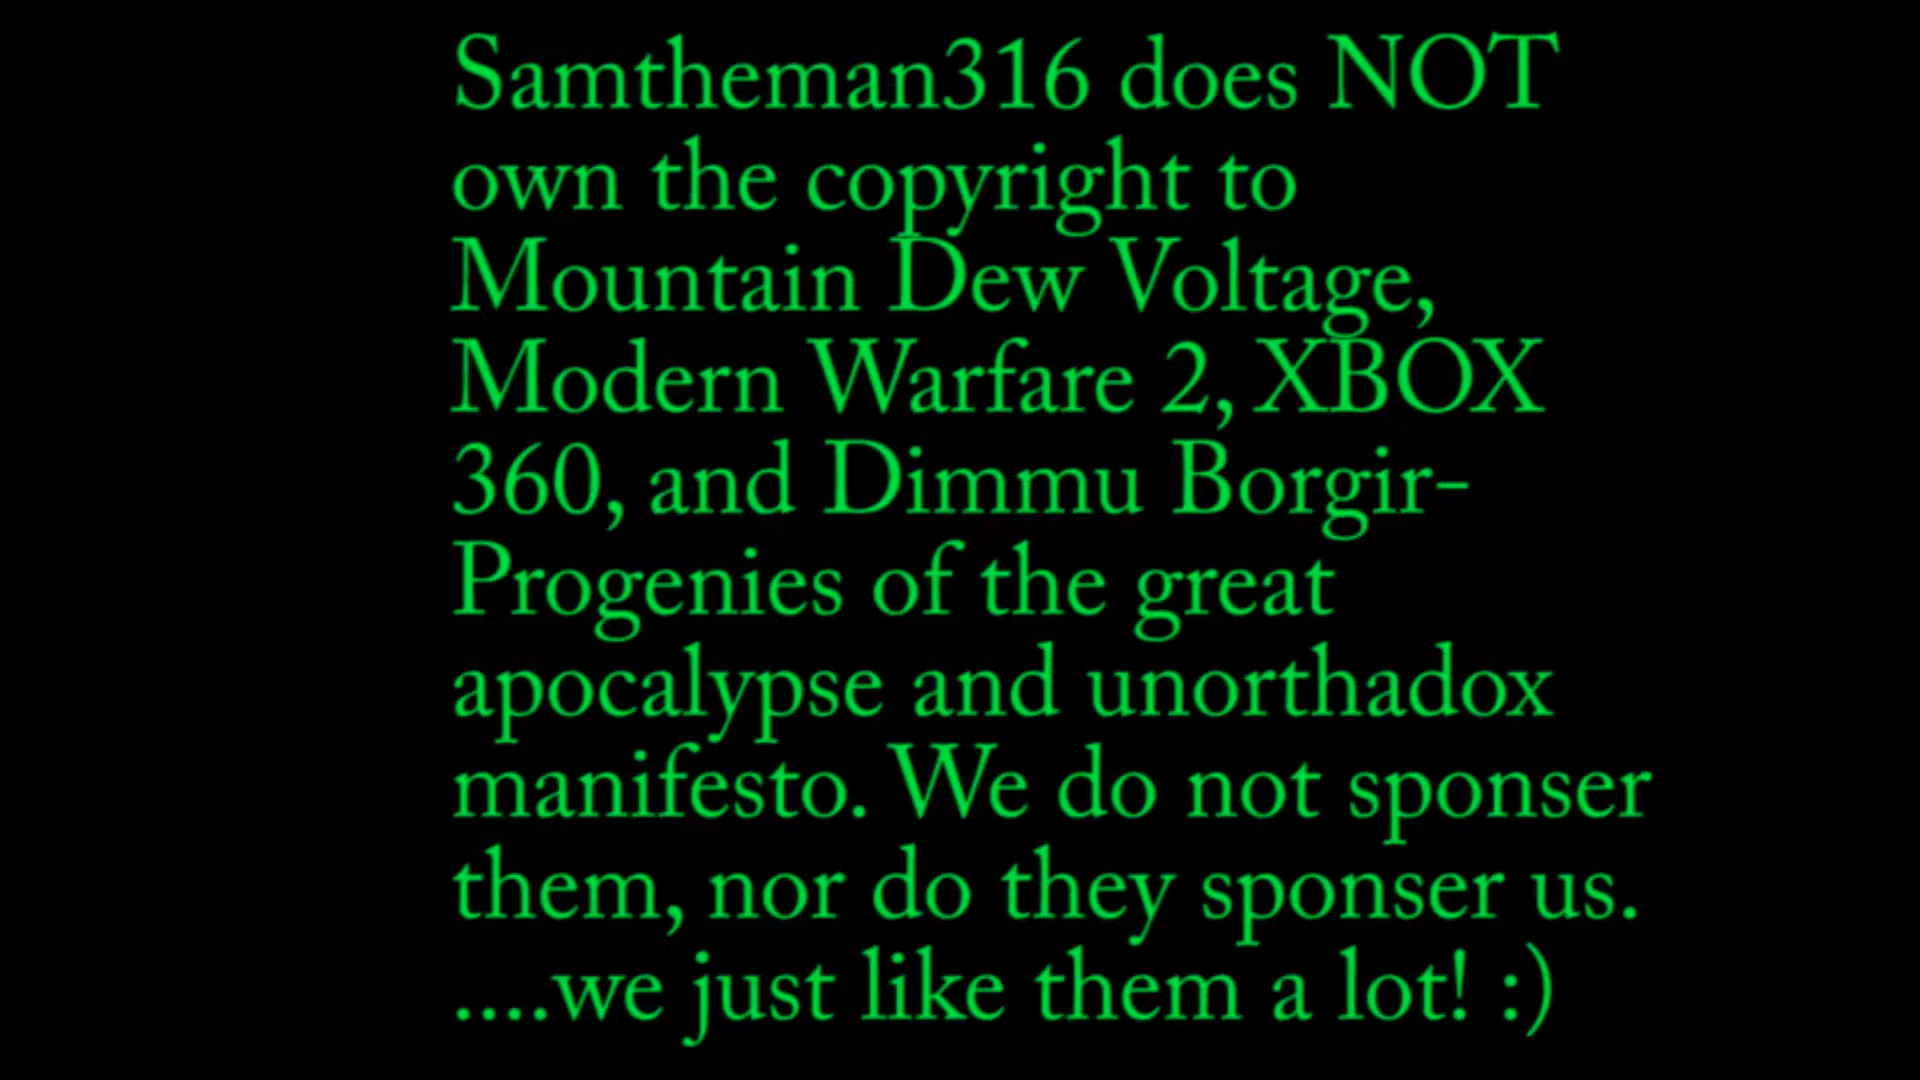 Samtheman316 does NOT
own the copyright to
Mountain Dew Voltage,
Modern Warfare 2, XBOX
360, and Dimmu Borgir-
Progenies of the great
apocalypse and unorthadox
manifesto. We do not sponser
them, nor do they sponser us.
....we just like them a lot! :)